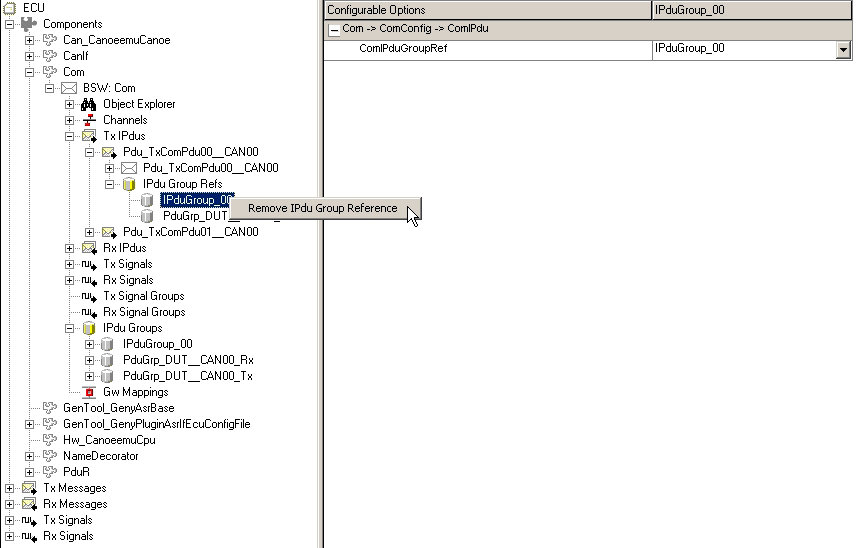 ECU
Components
Can_CanoeemuCanoe
CanIf
Com
BSW: Com
Object Explorer
Channels
Tx IPdus
Pdu_TxComPdu00__CAN00
Pdu_TxComPdu00__CAN00
IPdu Group Refs
IPduGroup_00
PduGrp_DUT_
Pdu_TxComPdu01__CAN00
Rx IPdus
Tx Signals
Rx Signals
Tx Signal Groups
Rx Signal Groups
IPdu Groups
IPduGroup_00
PduGrp_DUT__CAN00_Rx
PduGrp_DUT__CAN00_Tx
Gw Mappings
GenTool_GenyAsrBase
GenTool_GenyPluginAsrIfEcuConfigFile
Hw_CanoeemuCpu
NameDecorator
PduR
Tx Messages
Rx Messages
Tx Signals
Rx Signals
Remove IPdu Group Reference
Configurable Options IPduGroup_00
Com -> ComConfig -> ComIPdu
ComIPduGroupRef IPduGroup_00